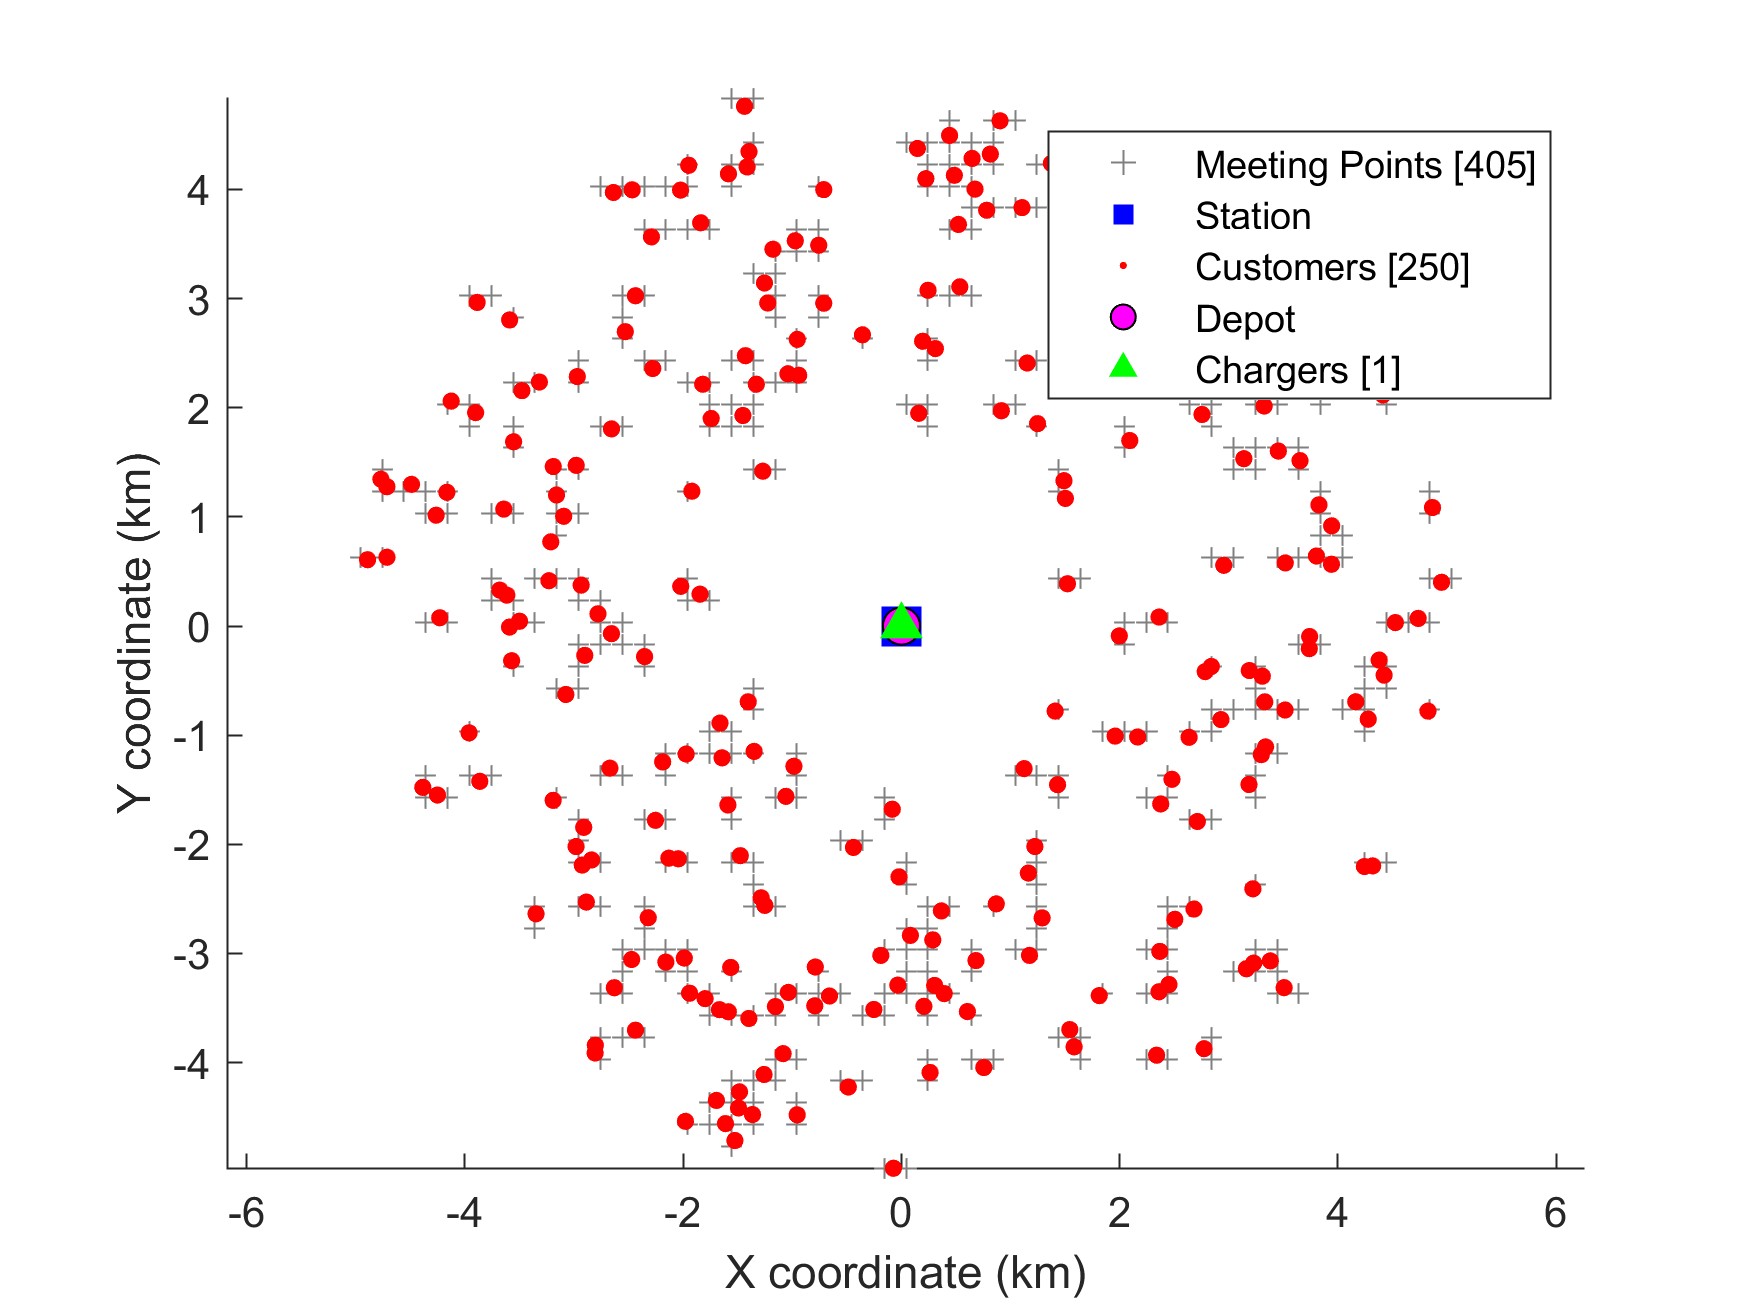 Meeting Points [405]
Station
Customers [250]
Depot
Chargers [1]
4
3
2
1
0
-1
-2
-3
-4
Y coordinate (km)
-6 -4 -2 0 2 4 6
X coordinate (km)